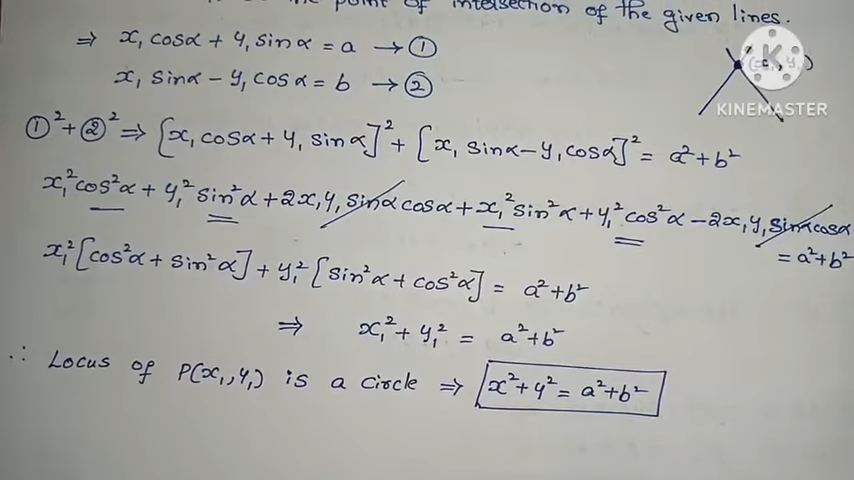 the point of intersection of the given lines.
⇒ x₁ cosα + y₁ sinα = a → ①
x₁ sinα − y₁ cosα = b → ②
KINEMASTER
①² + ②² ⇒ [x₁ cosα + y₁ sinα]² + [x₁ sinα − y₁ cosα]² = a² + b²
x₁² cos²α + y₁² sin²α + 2x₁y₁ sinα cosα + x₁² sin²α + y₁² cos²α − 2x₁y₁ sinα cosα
= a² + b²
x₁² [cos²α + sin²α] + y₁² [sin²α + cos²α] = a² + b²
⇒ x₁² + y₁² = a² + b²
∴ Locus of P(x₁, y₁) is a circle ⇒ x² + y² = a² + b²